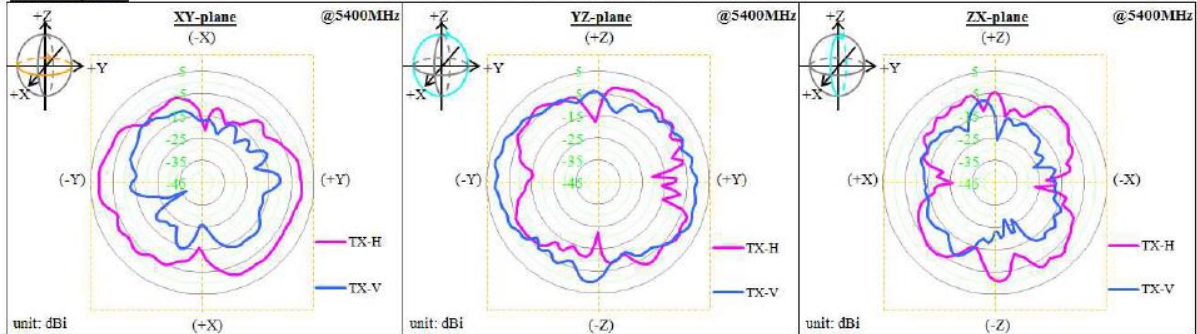 XY-plane
@5400MHz
(-X)
+Z
+Y
+X
5
-5
-15
-25
-35
-45
(-Y)
(+Y)
TX-H
TX-V
unit: dBi
(+X)
YZ-plane
@5400MHz
(+Z)
+Z
+Y
+X
5
-5
-15
-25
-35
-45
(-Y)
(+Y)
TX-H
TX-V
unit: dBi
(-Z)
ZX-plane
@5400MHz
(+Z)
+Z
+Y
+X
5
-5
-15
-25
-35
-45
(+X)
(-X)
TX-H
TX-V
unit: dBi
(-Z)